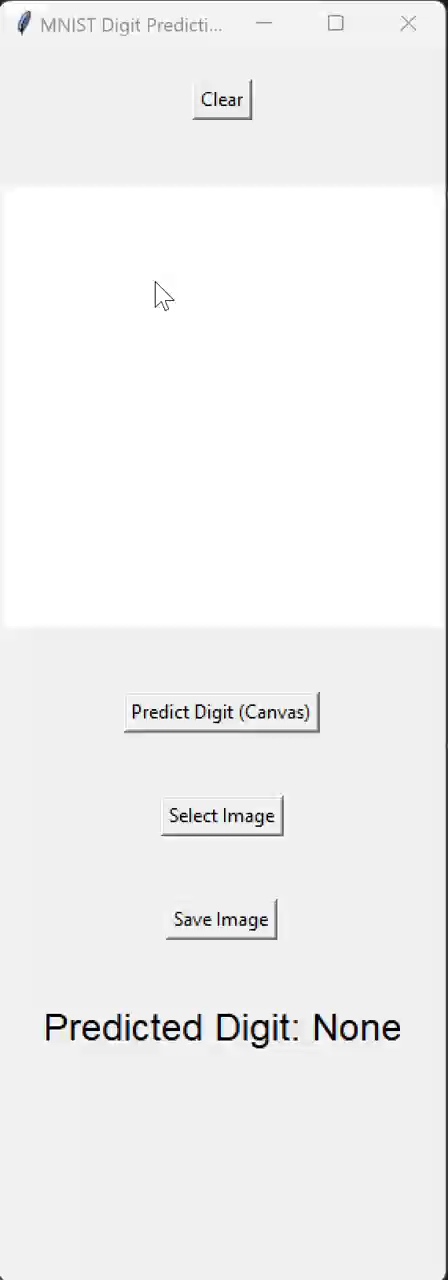 MNIST Digit Predicti...
Clear
Predict Digit (Canvas)
Select Image
Save Image
Predicted Digit: None